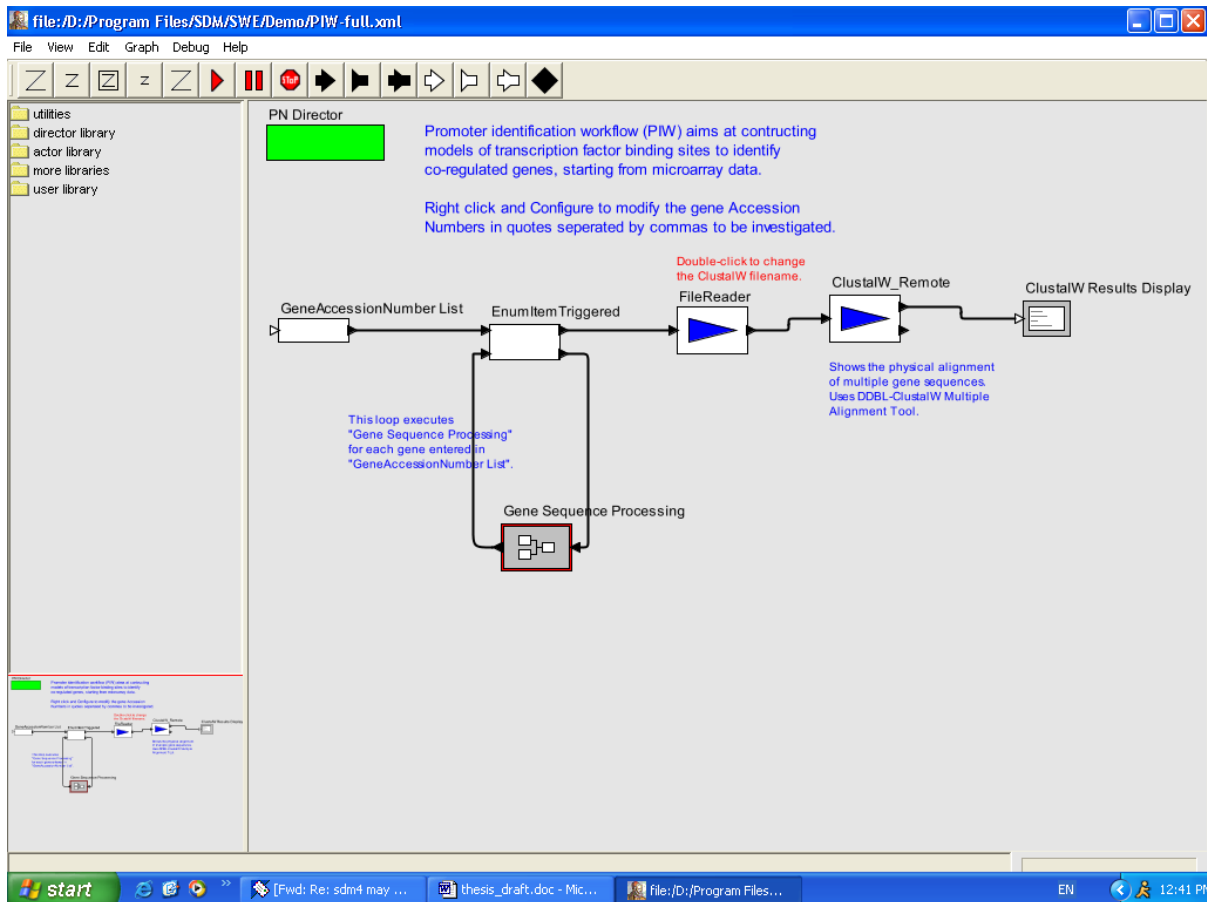 file:/D:/Program Files/SDM/SWE/Demo/PIW-full.xml
File View Edit Graph Debug Help
Z Z Z z Z STOP
utilities
director library
actor library
more libraries
user library
PN Director
Promoter identification workflow (PIW) aims at contructing
models of transcription factor binding sites to identify
co-regulated genes, starting from microarray data.
Right click and Configure to modify the gene Accession
Numbers in quotes seperated by commas to be investigated.
Double-click to change
the ClustalW filename.
GeneAccessionNumber List
EnumItemTriggered
FileReader
ClustalW_Remote
ClustalW Results Display
Shows the physical alignment
of multiple gene sequences.
Uses DDBL-ClustalW Multiple
Alignment Tool.
This loop executes
"Gene Sequence Processing"
for each gene entered in
"GeneAccessionNumber List".
Gene Sequence Processing
start
[Fwd: Re: sdm4 may ...
thesis_draft.doc - Mic...
file:/D:/Program Files...
EN
12:41 PM